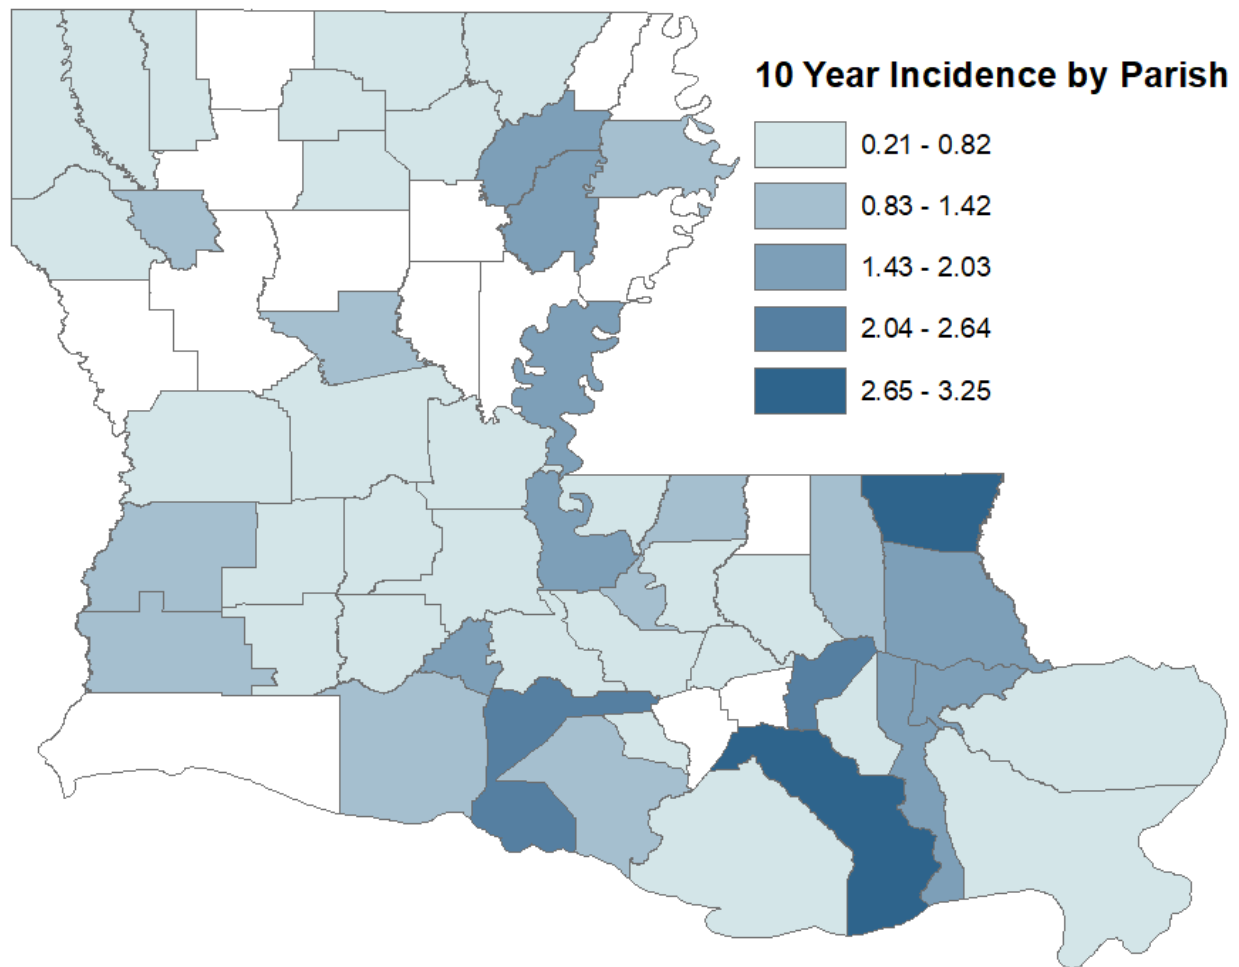 10 Year Incidence by Parish
0.21 - 0.82
0.83 - 1.42
1.43 - 2.03
2.04 - 2.64
2.65 - 3.25